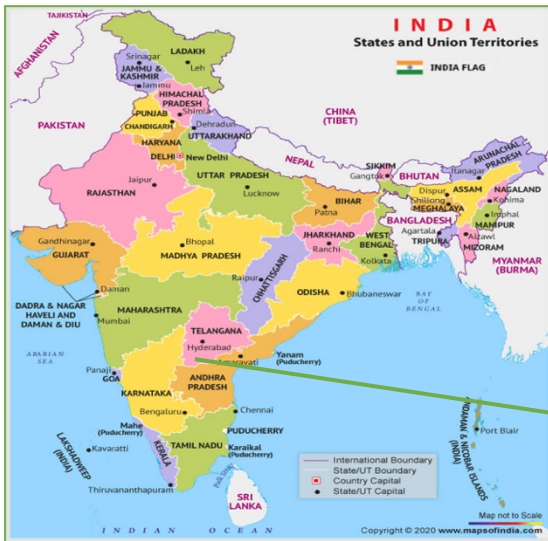 INDIA
States and Union Territories
INDIA FLAG
TAJIKISTAN
AFGHANISTAN
PAKISTAN
CHINA
(TIBET)
NEPAL
BHUTAN
BANGLADESH
MYANMAR
(BURMA)
SRI
LANKA
LADAKH
Leh
Srinagar
JAMMU &
KASHMIR
Jammu
HIMACHAL
PRADESH
Shimla
PUNJAB
CHANDIGARH
Dehradun
UTTARAKHAND
HARYANA
DELHI
New Delhi
RAJASTHAN
Jaipur
UTTAR PRADESH
Lucknow
BIHAR
Patna
SIKKIM
Gangtok
ARUNACHAL
PRADESH
Itanagar
ASSAM
Dispur
NAGALAND
Kohima
Shillong
MEGHALAYA
Imphal
MANIPUR
Agartala
TRIPURA
Aizawl
MIZORAM
Gandhinagar
GUJARAT
Bhopal
MADHYA PRADESH
JHARKHAND
Ranchi
WEST
BENGAL
Kolkata
Raipur
CHHATTISGARH
ODISHA
Bhubaneswar
Daman
DADRA & NAGAR
HAVELI AND
DAMAN & DIU
MAHARASHTRA
Mumbai
TELANGANA
Hyderabad
Amaravati
Yanam
(Puducherry)
ANDHRA
PRADESH
Panaji
GOA
KARNATAKA
Bengaluru
Chennai
PUDUCHERRY
Mahe
(Puducherry)
TAMIL NADU
Karaikal
(Puducherry)
KERALA
Thiruvananthapuram
LAKSHADWEEP
(INDIA)
Kavaratti
ANDAMAN & NICOBAR ISLANDS
(INDIA)
Port Blair
ARABIAN
SEA
BAY
OF
BENGAL
Palk Strait
INDIAN OCEAN
International Boundary
State/UT Boundary
Country Capital
State/UT Capital
Map not to Scale
Copyright © 2020 www.mapsofindia.com